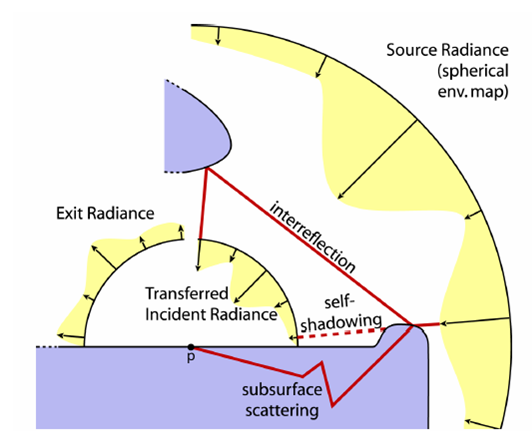 Source Radiance
(spherical
env. map)
Exit Radiance
interreflection
Transferred
Incident Radiance
self-
shadowing
p
subsurface
scattering